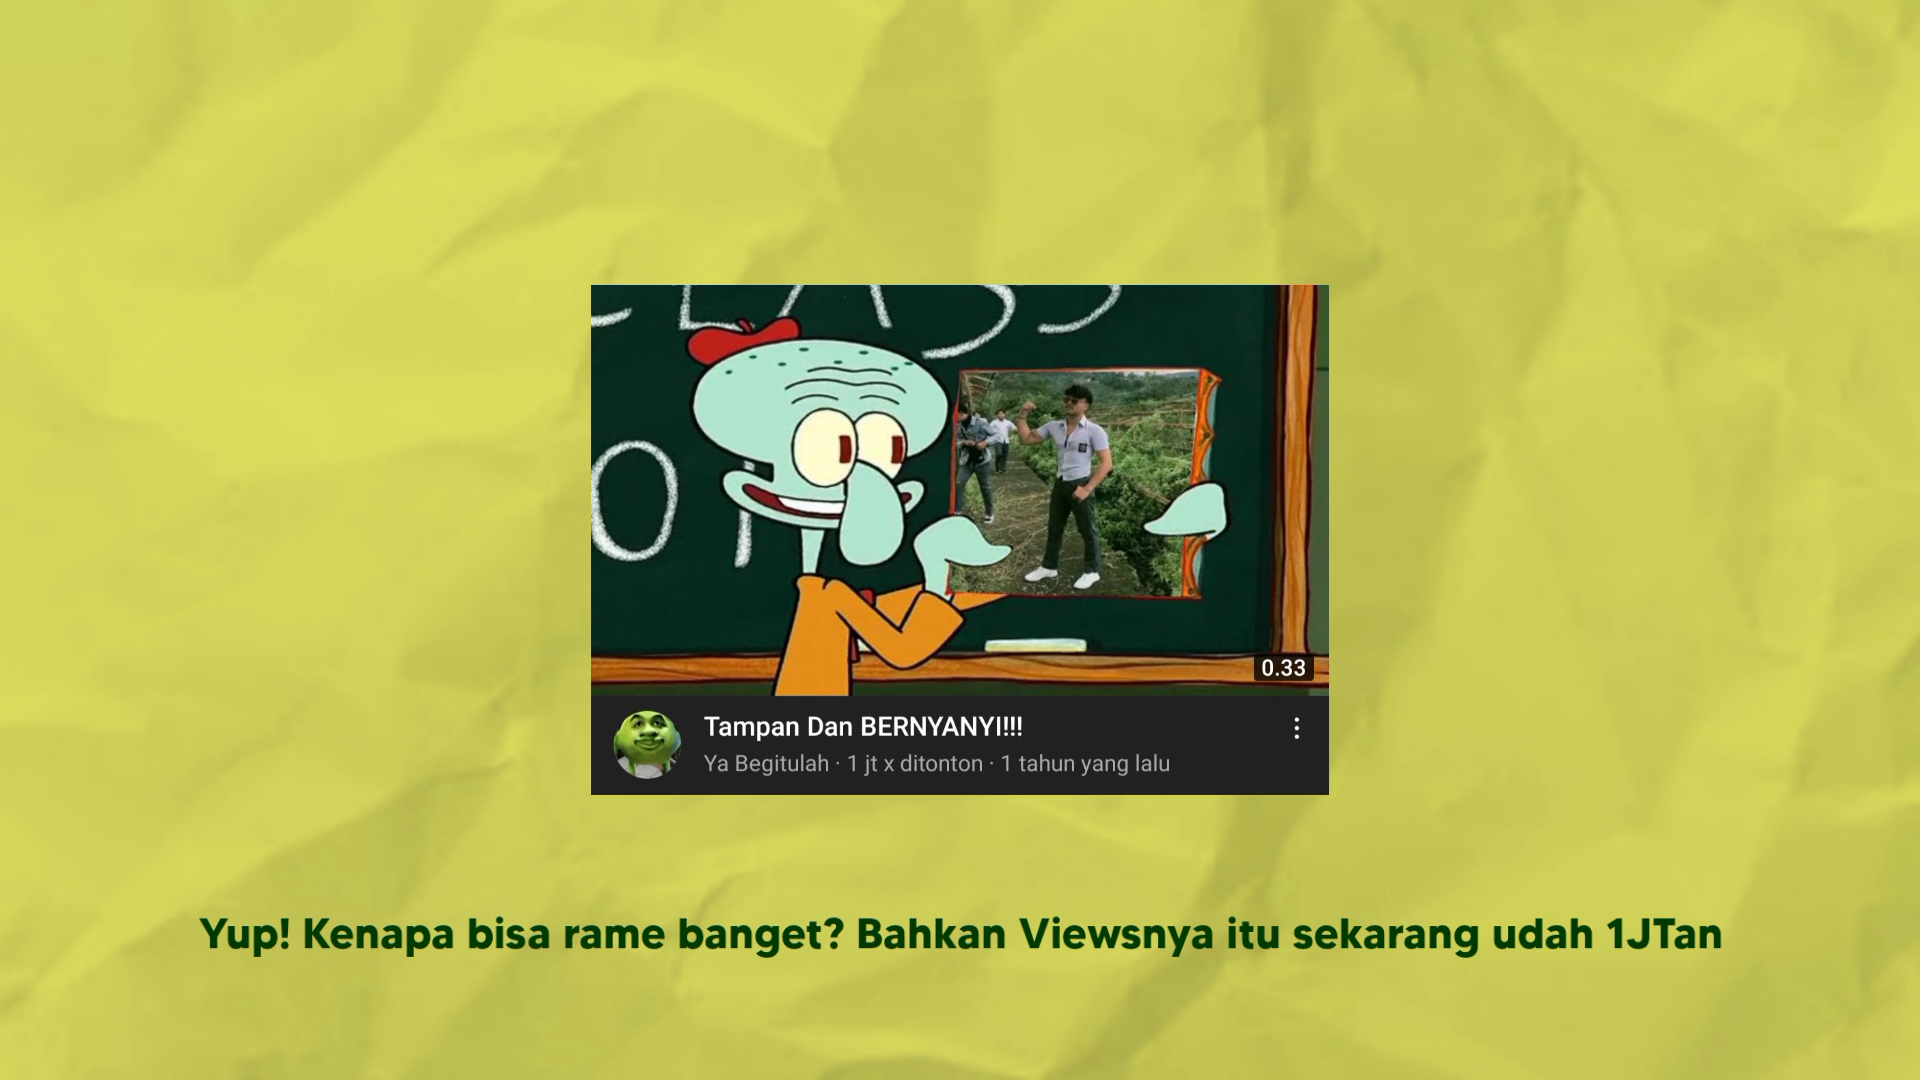 CLASS
0.33
Tampan Dan BERNYANYI!!!
Ya Begitulah · 1 jt x ditonton · 1 tahun yang lalu
Yup! Kenapa bisa rame banget? Bahkan Viewsnya itu sekarang udah 1JTan